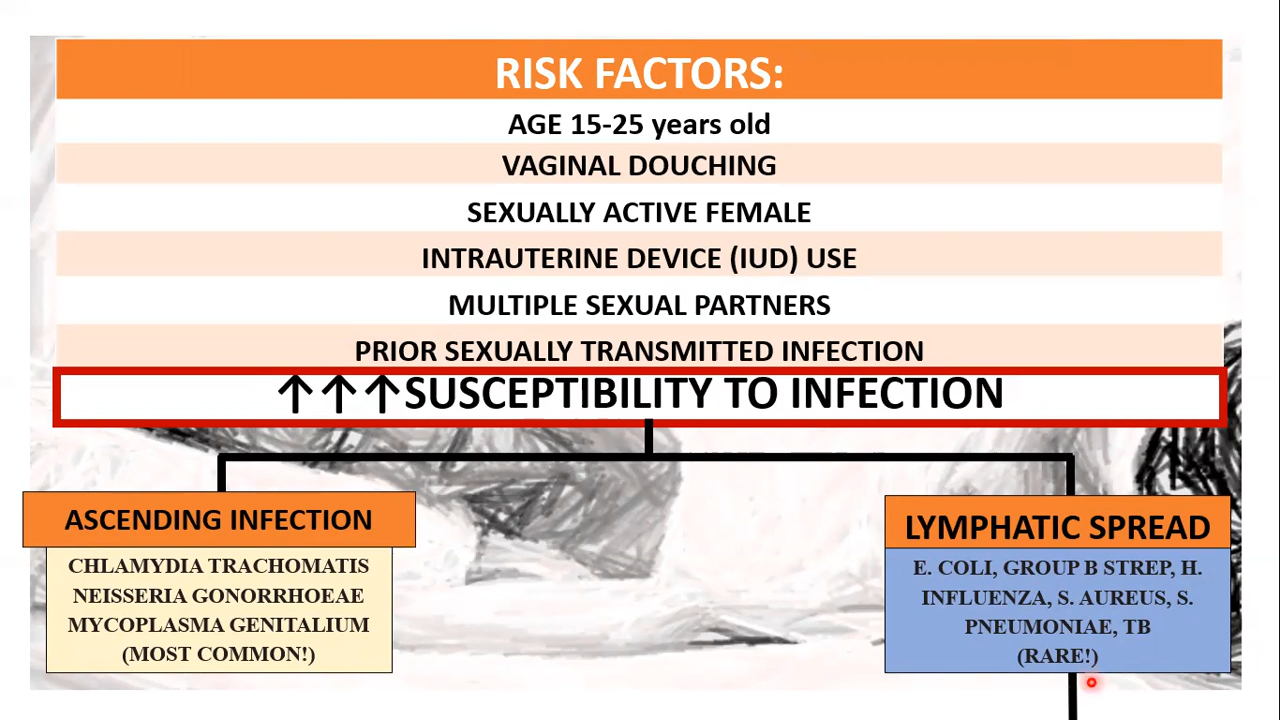 RISK FACTORS:
AGE 15-25 years old
VAGINAL DOUCHING
SEXUALLY ACTIVE FEMALE
INTRAUTERINE DEVICE (IUD) USE
MULTIPLE SEXUAL PARTNERS
PRIOR SEXUALLY TRANSMITTED INFECTION
↑↑↑SUSCEPTIBILITY TO INFECTION
ASCENDING INFECTION
CHLAMYDIA TRACHOMATIS
NEISSERIA GONORRHOEAE
MYCOPLASMA GENITALIUM
(MOST COMMON!)
LYMPHATIC SPREAD
E. COLI, GROUP B STREP, H.
INFLUENZA, S. AUREUS, S.
PNEUMONIAE, TB
(RARE!)